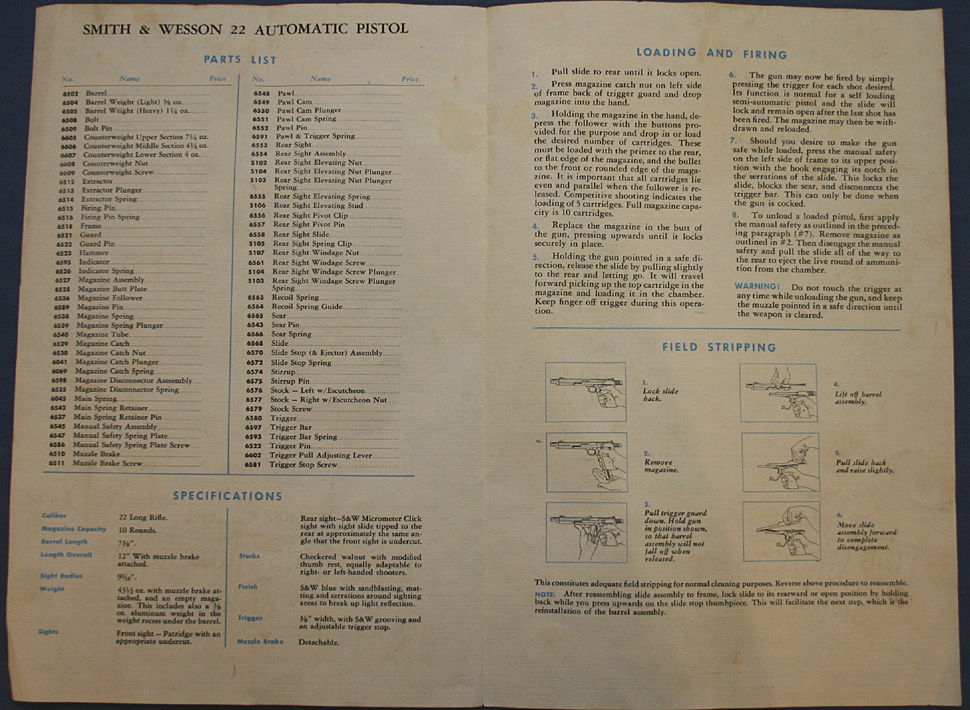 SMITH & WESSON 22 AUTOMATIC PISTOL
PARTS LIST
No. Name Price
6502 Barrel
6504 Barrel Weight (Light) ⅜ oz.
6505 Barrel Weight (Heavy) 1¼ oz.
6508 Bolt
6509 Bolt Pin
6605 Counterweight Upper Section 7¼ oz.
6606 Counterweight Middle Section 4¼ oz.
6607 Counterweight Lower Section 4 oz.
6608 Counterweight Nut
6609 Counterweight Screw
6512 Extractor
6513 Extractor Plunger
6514 Extractor Spring
6515 Firing Pin
6516 Firing Pin Spring
6518 Frame
6521 Guard
6522 Guard Pin
6523 Hammer
6595 Indicator
6526 Indicator Spring
6527 Magazine Assembly
6528 Magazine Butt Plate
6536 Magazine Follower
6589 Magazine Pin
6538 Magazine Spring
6539 Magazine Spring Plunger
6540 Magazine Tube
6529 Magazine Catch
6530 Magazine Catch Nut
6041 Magazine Catch Plunger
6069 Magazine Catch Spring
6598 Magazine Disconnector Asesembly
6535 Magazine Disconnector Spring
6045 Main Spring
6542 Main Spring Retainer
6537 Main Spring Retainer Pin
6545 Manual Safety Assembly
6547 Manual Safety Spring Plate
6586 Manual Safety Spring Plate Screw
6510 Muzzle Brake
6511 Muzzle Brake Screw
No. Name Price
6548 Pawl
6549 Pawl Cam
6550 Pawl Cam Plunger
6551 Pawl Cam Spring
6552 Pawl Pin
6591 Pawl & Trigger Spring
6553 Rear Sight
6554 Rear Sight Assembly
5102 Rear Sight Elevating Nut
5104 Rear Sight Elevating Nut Plunger
5103 Rear Sight Elevating Nut Plunger
Spring
6555 Rear Sight Elevating Spring
5106 Rear Sight Elevating Stud
6556 Rear Sight Pivot Clip
6557 Rear Sight Pivot Pin
6558 Rear Sight Slide
5105 Rear Sight Spring Clip
5107 Rear Sight Windage Nut
6561 Rear Sight Windage Screw
5104 Rear Sight Windage Screw Plunger
5103 Rear Sight Windage Screw Plunger
Spring
6563 Recoil Spring
6564 Recoil Spring Guide
6565 Sear
6543 Sear Pin
6566 Sear Spring
6568 Slide
6570 Slide Stop (& Ejector) Assembly
6572 Slide Stop Spring
6574 Stirrup
6575 Stirrup Pin
6576 Stock — Left w/Escutcheon
6577 Stock — Right w/Escutcheon Nut
6579 Stock Screw
6580 Trigger
6597 Trigger Bar
6593 Trigger Bar Spring
6522 Trigger Pin
6602 Trigger Pull Adjusting Lever
6581 Trigger Stop Screw
SPECIFICATIONS
Caliber 22 Long Rifle.
Magazine Capacity 10 Rounds.
Barrel Length 7⅜".
Length Overall 12" With muzzle brake
attached.
Sight Radius
Weight 43½ oz. with muzzle brake at-
tached, and an empty maga-
zine. This includes also a ⅜
oz. aluminum weight in the
weight recess under the barrel.
Sights Front sight — Patridge with an
appropriate undercut.
Rear sight—S&W Micrometer Click
sight with sight slide tipped to the
rear at approximately the same an-
gle that the front sight is undercut.
Stocks Checkered walnut with modified
thumb rest, equally adaptable to
right- or left-handed shooters.
Finish S&W blue with sandblasting, mat-
ting and serrations around sighting
areas to break up light reflection.
Trigger ⅜" width, with S&W grooving and
an adjustable trigger stop.
Muzzle Brake Detachable.
LOADING AND FIRING
1. Pull slide to rear until it locks open.
2. Press magazine catch nut on left side
of frame back of trigger guard and drop
magazine into the hand.
3. Holding the magazine in the hand, de-
press the follower with the buttons pro-
vided for the purpose and drop in or load
the desired number of cartridges. These
must be loaded with the primer to the rear,
or flat edge of the magazine, and the bullet
to the front or rounded edge of the maga-
zine. It is important that all cartridges lie
even and parallel when the follower is re-
leased. Competitive shooting indicates the
loading of 5 cartridges. Full magazine capa-
city is 10 cartridges.
4. Replace the magazine in the butt of
the gun, pressing upwards until it locks
securely in place.
5. Holding the gun pointed in a safe di-
rection, release the slide by pulling slightly
to the rear and letting go. It will travel
forward picking up the top cartridge in the
magazine and loading it in the chamber.
Keep finger off trigger during this opera-
tion.
6. The gun may now be fired by simply
pressing the trigger for each shot desired.
Its function is normal for a self loading
semi-automatic pistol and the slide will
lock and remain open after the last shot has
been fired. The magazine may then be with-
drawn and reloaded.
7. Should you desire to make the gun
safe while loaded, press the manual safety
on the left side of frame to its upper posi-
tion with the hook engaging its notch in
the serrations of the slide. This locks the
slide, blocks the sear, and disconnects the
trigger bar. This can only be done when
the gun is cocked.
8. To unload a loaded pistol, first apply
the manual safety as outlined in the preced-
ing paragraph (#7). Remove magazine as
outlined in #2. Then disengage the manual
safety and pull the slide all of the way to
the rear to eject the live round of ammuni-
tion from the chamber.
WARNING! Do not touch the trigger at
any time while unloading the gun, and keep
the muzzle pointed in a safe direction until
the weapon is cleared.
FIELD STRIPPING
1.
Lock slide
back.
2.
Remove
magazine.
3.
Pull trigger guard
down. Hold gun
in position shown,
so that barrel
assembly will not
fall off when
released.
4.
Lift off barrel
assembly.
5.
Pull slide back
and raise slightly.
6.
Move slide
assembly forward
to complete
disengagement.
This constitutes adequate field stripping for normal cleaning purposes. Reverse above procedure to reassemble.
NOTE: After reassembling slide assembly to frame, lock slide to its rearward or open position by holding
back while you press upwards on the slide stop thumbpiece. This will facilitate the next step, which is the
reinstallation of the barrel assembly.